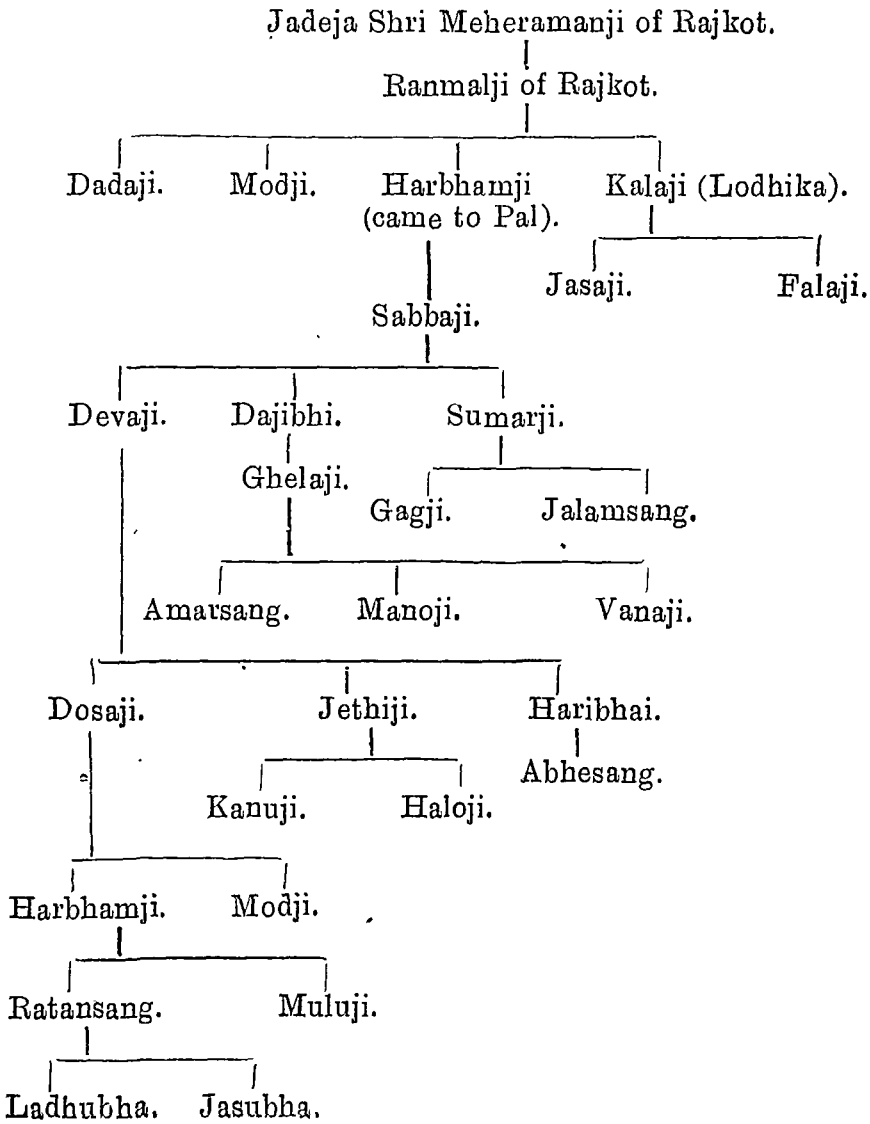 Jadeja Shri Meheramanji of Rajkot.
Ranmalji of Rajkot.
Dadaji. Modji. Harbhamji Kalaji (Lodhika).
(came to Pal).
Jasaji. Falaji.
Sabbaji.
Devaji. Dajibhi. Sumarji.
Ghelaji.
Gagji. Jalamsang.
Amarsang. Manoji. Vanaji.
Dosaji. Jethiji. Haribhai.
Abhesang.
Kanuji. Haloji.
Harbhamji. Modji.
Ratansang. Muluji.
Ladhubha. Jasubha.